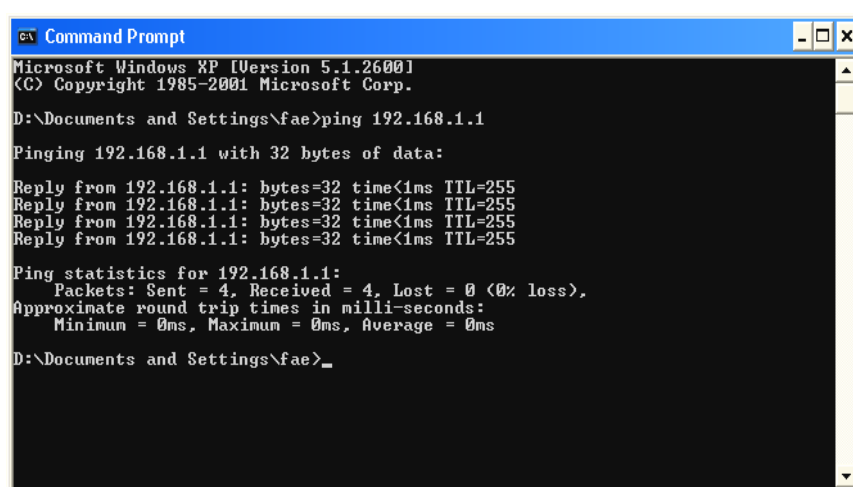 Command Prompt
Microsoft Windows XP [Version 5.1.2600]
(C) Copyright 1985-2001 Microsoft Corp.
D:\Documents and Settings\fae>ping 192.168.1.1
Pinging 192.168.1.1 with 32 bytes of data:
Reply from 192.168.1.1: bytes=32 time<1ms TTL=255
Reply from 192.168.1.1: bytes=32 time<1ms TTL=255
Reply from 192.168.1.1: bytes=32 time<1ms TTL=255
Reply from 192.168.1.1: bytes=32 time<1ms TTL=255
Ping statistics for 192.168.1.1:
Packets: Sent = 4, Received = 4, Lost = 0 (0% loss),
Approximate round trip times in milli-seconds:
Minimum = 0ms, Maximum = 0ms, Average = 0ms
D:\Documents and Settings\fae>_